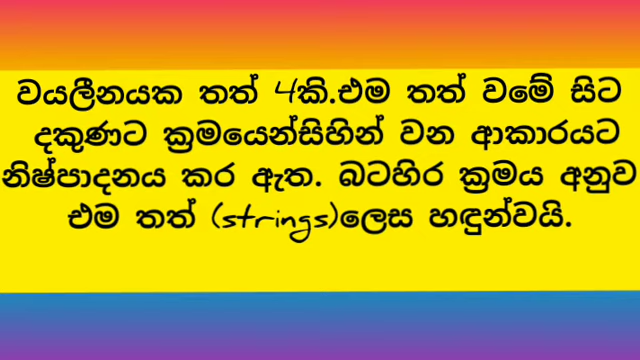 වයලීනයක තත් 4කි.එම තත් වමේ සිට
දකුණට ක්‍රමයෙන්සිහින් වන ආකාරයට
නිෂ්පාදනය කර ඇත. බටහිර ක්‍රමය අනුව
එම තත් (strings)ලෙස හඳුන්වයි.